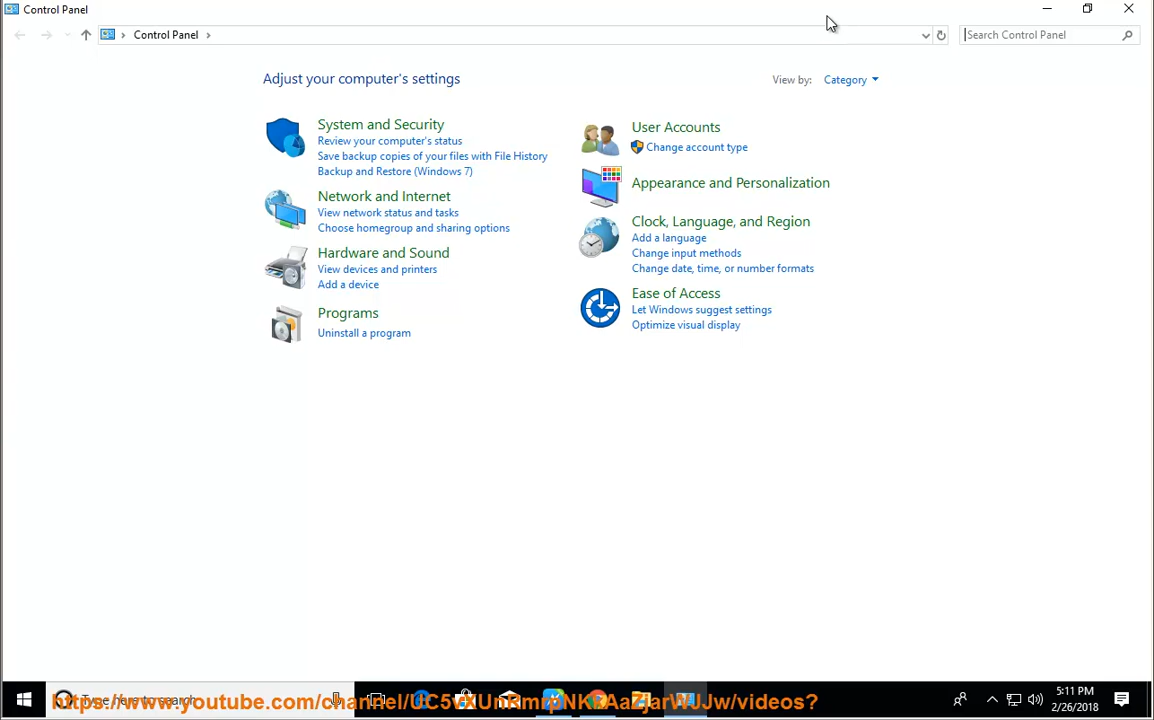 Control Panel
Control Panel
Search Control Panel
Adjust your computer's settings
View by: Category
System and Security
Review your computer's status
Save backup copies of your files with File History
Backup and Restore (Windows 7)
Network and Internet
View network status and tasks
Choose homegroup and sharing options
Hardware and Sound
View devices and printers
Add a device
Programs
Uninstall a program
User Accounts
Change account type
Appearance and Personalization
Clock, Language, and Region
Add a language
Change input methods
Change date, time, or number formats
Ease of Access
Let Windows suggest settings
Optimize visual display
Type here to search
5:11 PM
2/26/2018